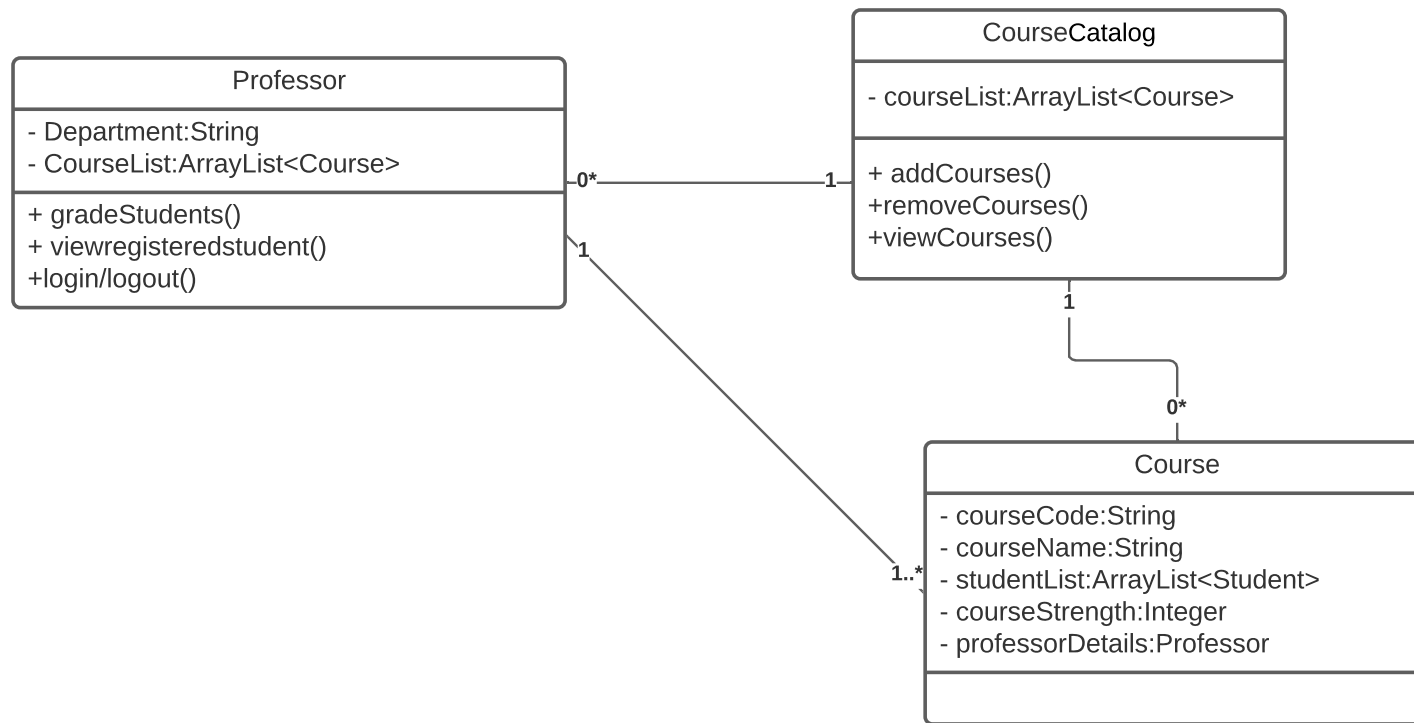 Professor
- Department:String
- CourseList:ArrayList<Course>
+ gradeStudents()
+ viewregisteredstudent()
+login/logout()
0*
1
1
1..*
CourseCatalog
- courseList:ArrayList<Course>
+ addCourses()
+removeCourses()
+viewCourses()
1
0*
Course
- courseCode:String
- courseName:String
- studentList:ArrayList<Student>
- courseStrength:Integer
- professorDetails:Professor